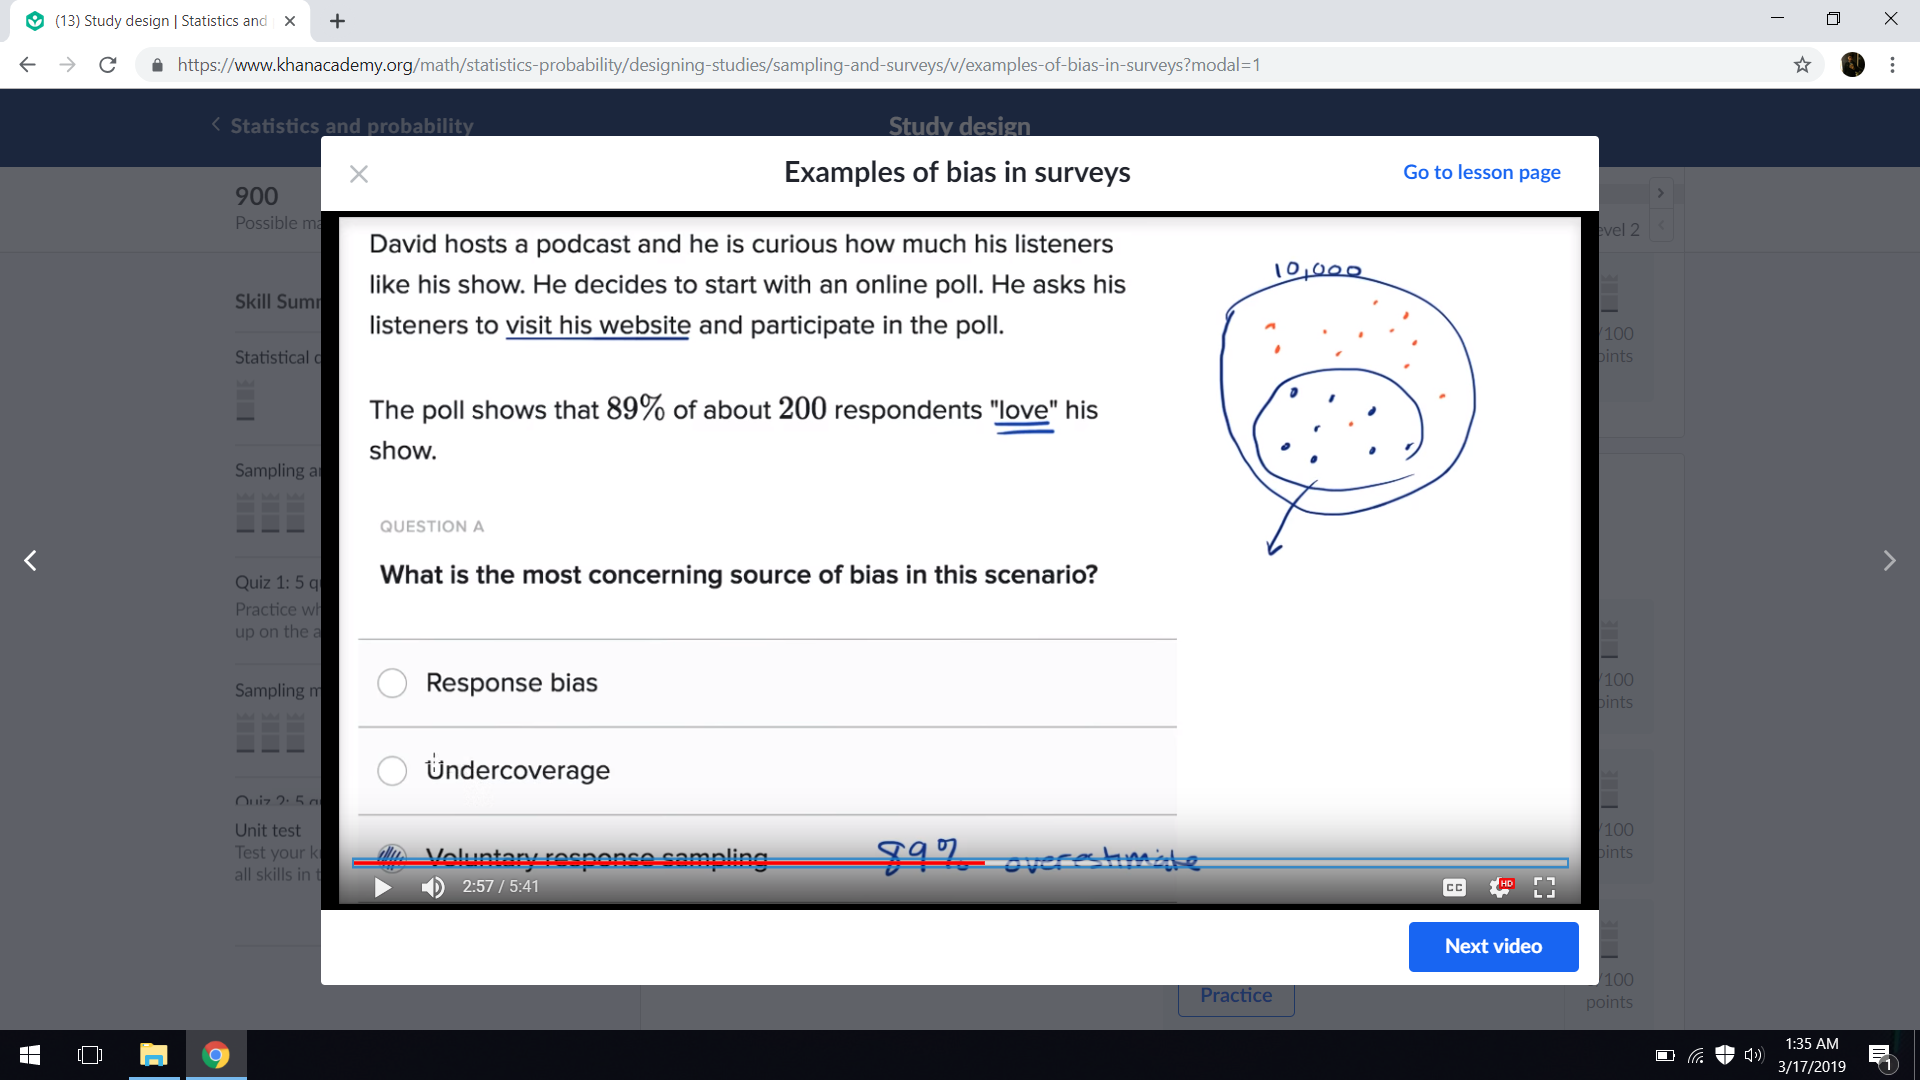 (13) Study design | Statistics and
https://www.khanacademy.org/math/statistics-probability/designing-studies/sampling-and-surveys/v/examples-of-bias-in-surveys?modal=1
Statistics and probability
Study design
Examples of bias in surveys
Go to lesson page
900
Possible ma
evel 2
Skill Summ
Statistical q
Sampling an
Quiz 1: 5 qu
Practice wh
up on the a
Sampling m
Quiz 2: 5 qu
Unit test
Test your k
all skills in t
David hosts a podcast and he is curious how much his listeners
like his show. He decides to start with an online poll. He asks his
listeners to visit his website and participate in the poll.
The poll shows that 89% of about 200 respondents "love" his
show.
10,000
QUESTION A
What is the most concerning source of bias in this scenario?
Response bias
Undercoverage
Voluntary response sampling
89% overestimate
2:57 / 5:41
CC
HD
Next video
Practice
/100
oints
/100
oints
/100
oints
/100
points
1:35 AM
3/17/2019
1